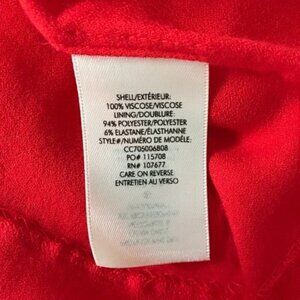 SHELL/EXTÉRIEUR:
100% VISCOSE/VISCOSE
LINING/DOUBLURE:
94% POLYESTER/POLYESTER
6% ELASTANE/ÉLASTHANNE
STYLE#/NUMÉRO DE MODÈLE:
CC705006808
PO# 115708
RN# 107677
CARE ON REVERSE
ENTRETIEN AU VERSO